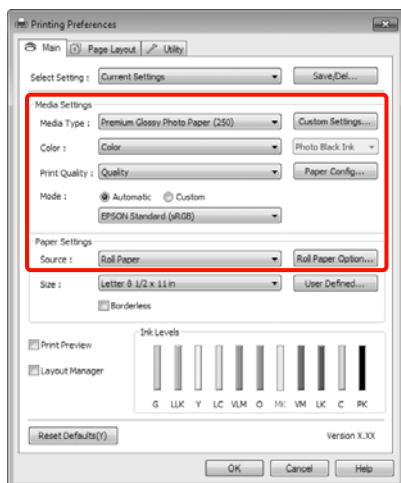 Printing Preferences
Main Page Layout Utility
Select Setting : Current Settings Save/Del...
Media Settings
Media Type : Premium Glossy Photo Paper (250) Custom Settings...
Color : Color Photo Black Ink
Print Quality : Quality Paper Config...
Mode : Automatic Custom
EPSON Standard (sRGB)
Paper Settings
Source : Roll Paper Roll Paper Option...
Size : Letter 8 1/2 x 11 in User Defined...
Borderless
Ink Levels
Print Preview
Layout Manager
G LLK Y LC VLM O MK VM LK C PK
Reset Defaults(Y) Version X.XX
OK Cancel Help